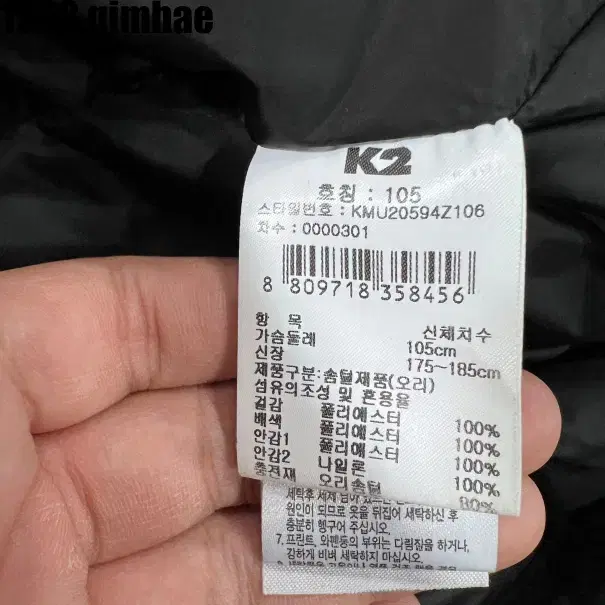 gimhae
K2
호칭 : 105
스타일번호 : KMU20594Z106
차수 : 0000301
8 809718 358456
항 목 신체치수
가슴둘레 105cm
신장 175~185cm
제품구분:솜털제품(오리)
섬유의조성 및 혼용율
겉감 폴리에스터 100%
배색 폴리에스터 100%
안감1 폴리에스터 100%
안감2 나일론 100%
충전재 오리솜털 80%
세탁후 세제
원인이 되므로 옷을 뒤집어 세탁하신 후
충분히 헹구어 주십시오.
7. 프린트, 와펜등의 부위는 다림질을 하거나,
강하게 비벼 세탁하지 마십시오.